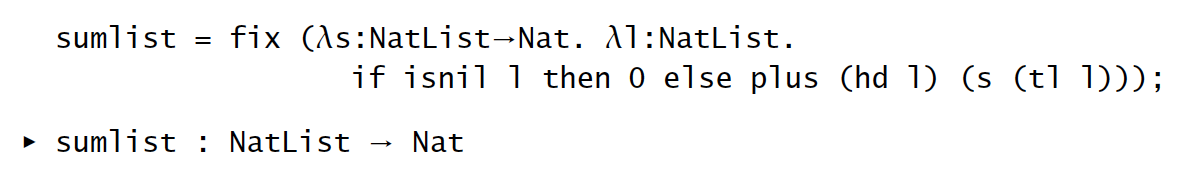 sumlist = fix (λs:NatList→Nat. λl:NatList.
if isnil l then 0 else plus (hd l) (s (tl l)));
▸ sumlist : NatList → Nat